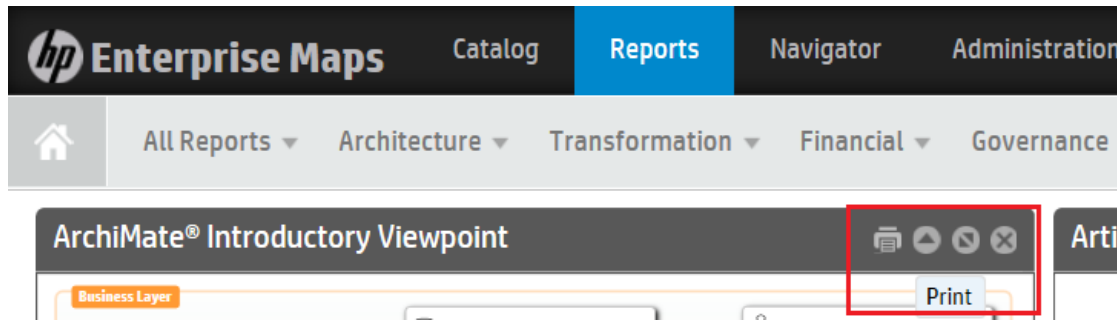 hp Enterprise Maps Catalog Reports Navigator Administration
All Reports Architecture Transformation Financial Governance
ArchiMate® Introductory Viewpoint Arti
Business Layer Print